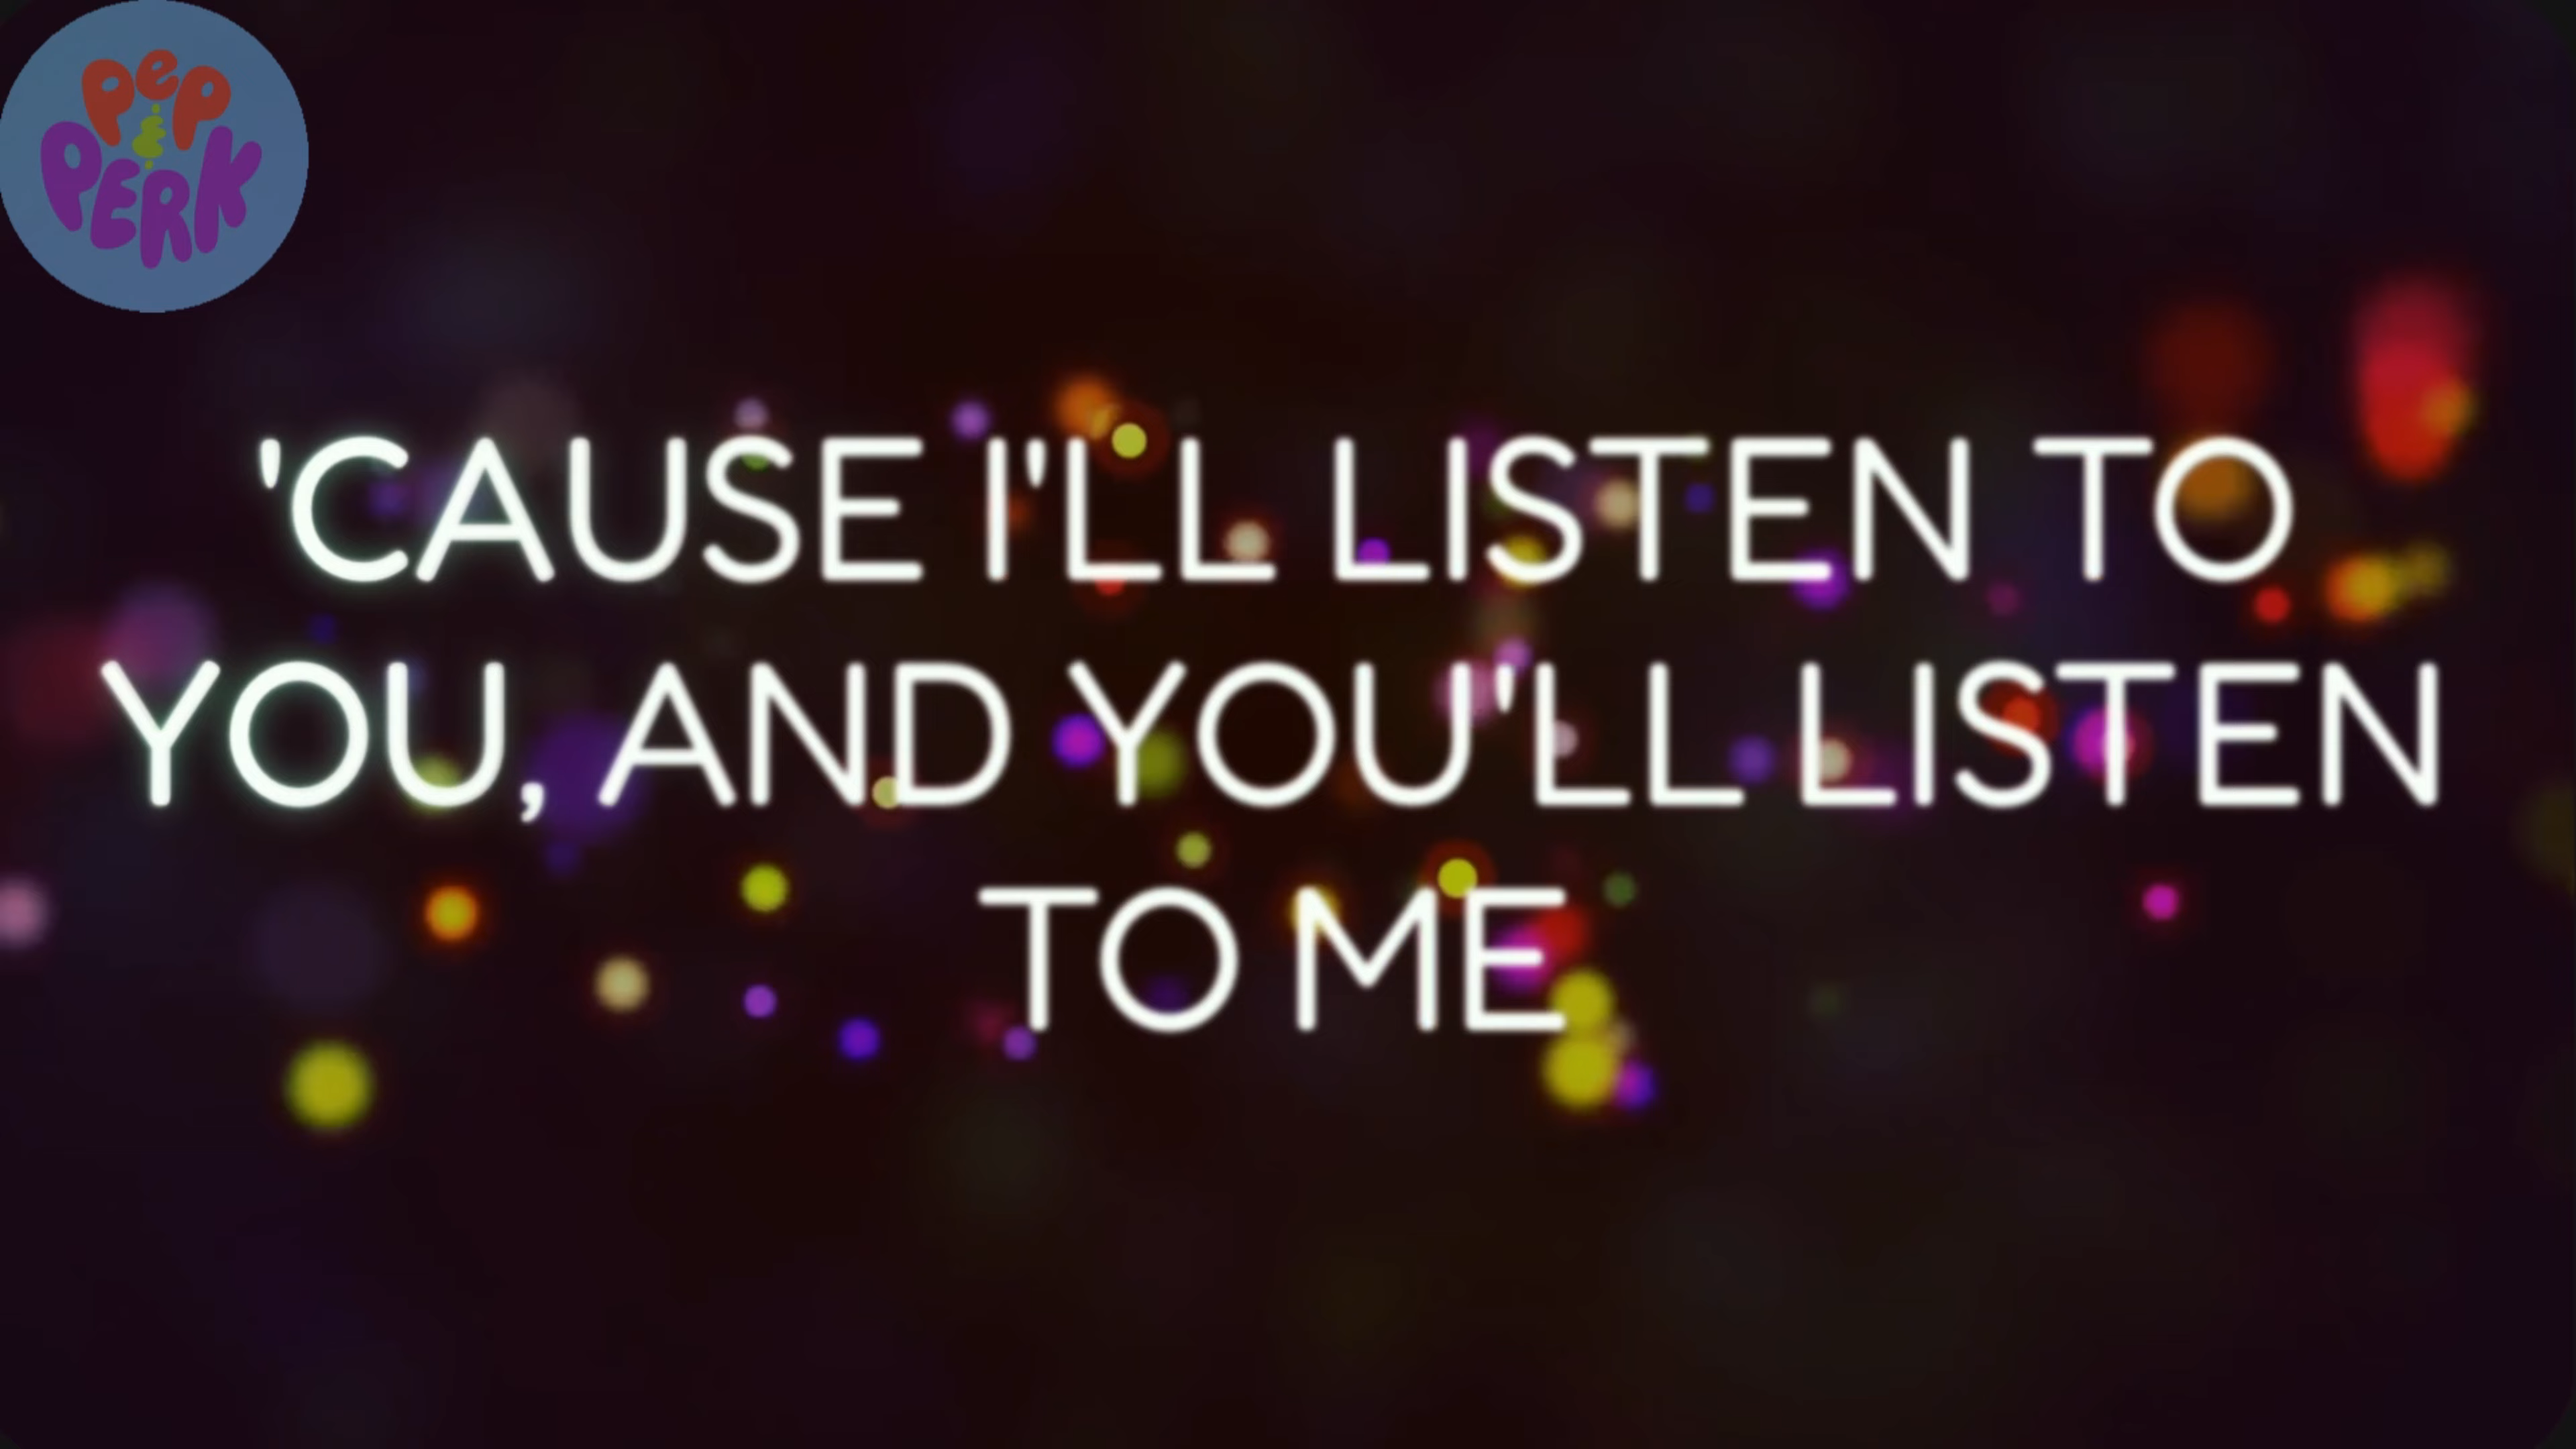 pep
&
PERK
'CAUSE I'LL LISTEN TO
YOU, AND YOU'LL LISTEN
TO ME